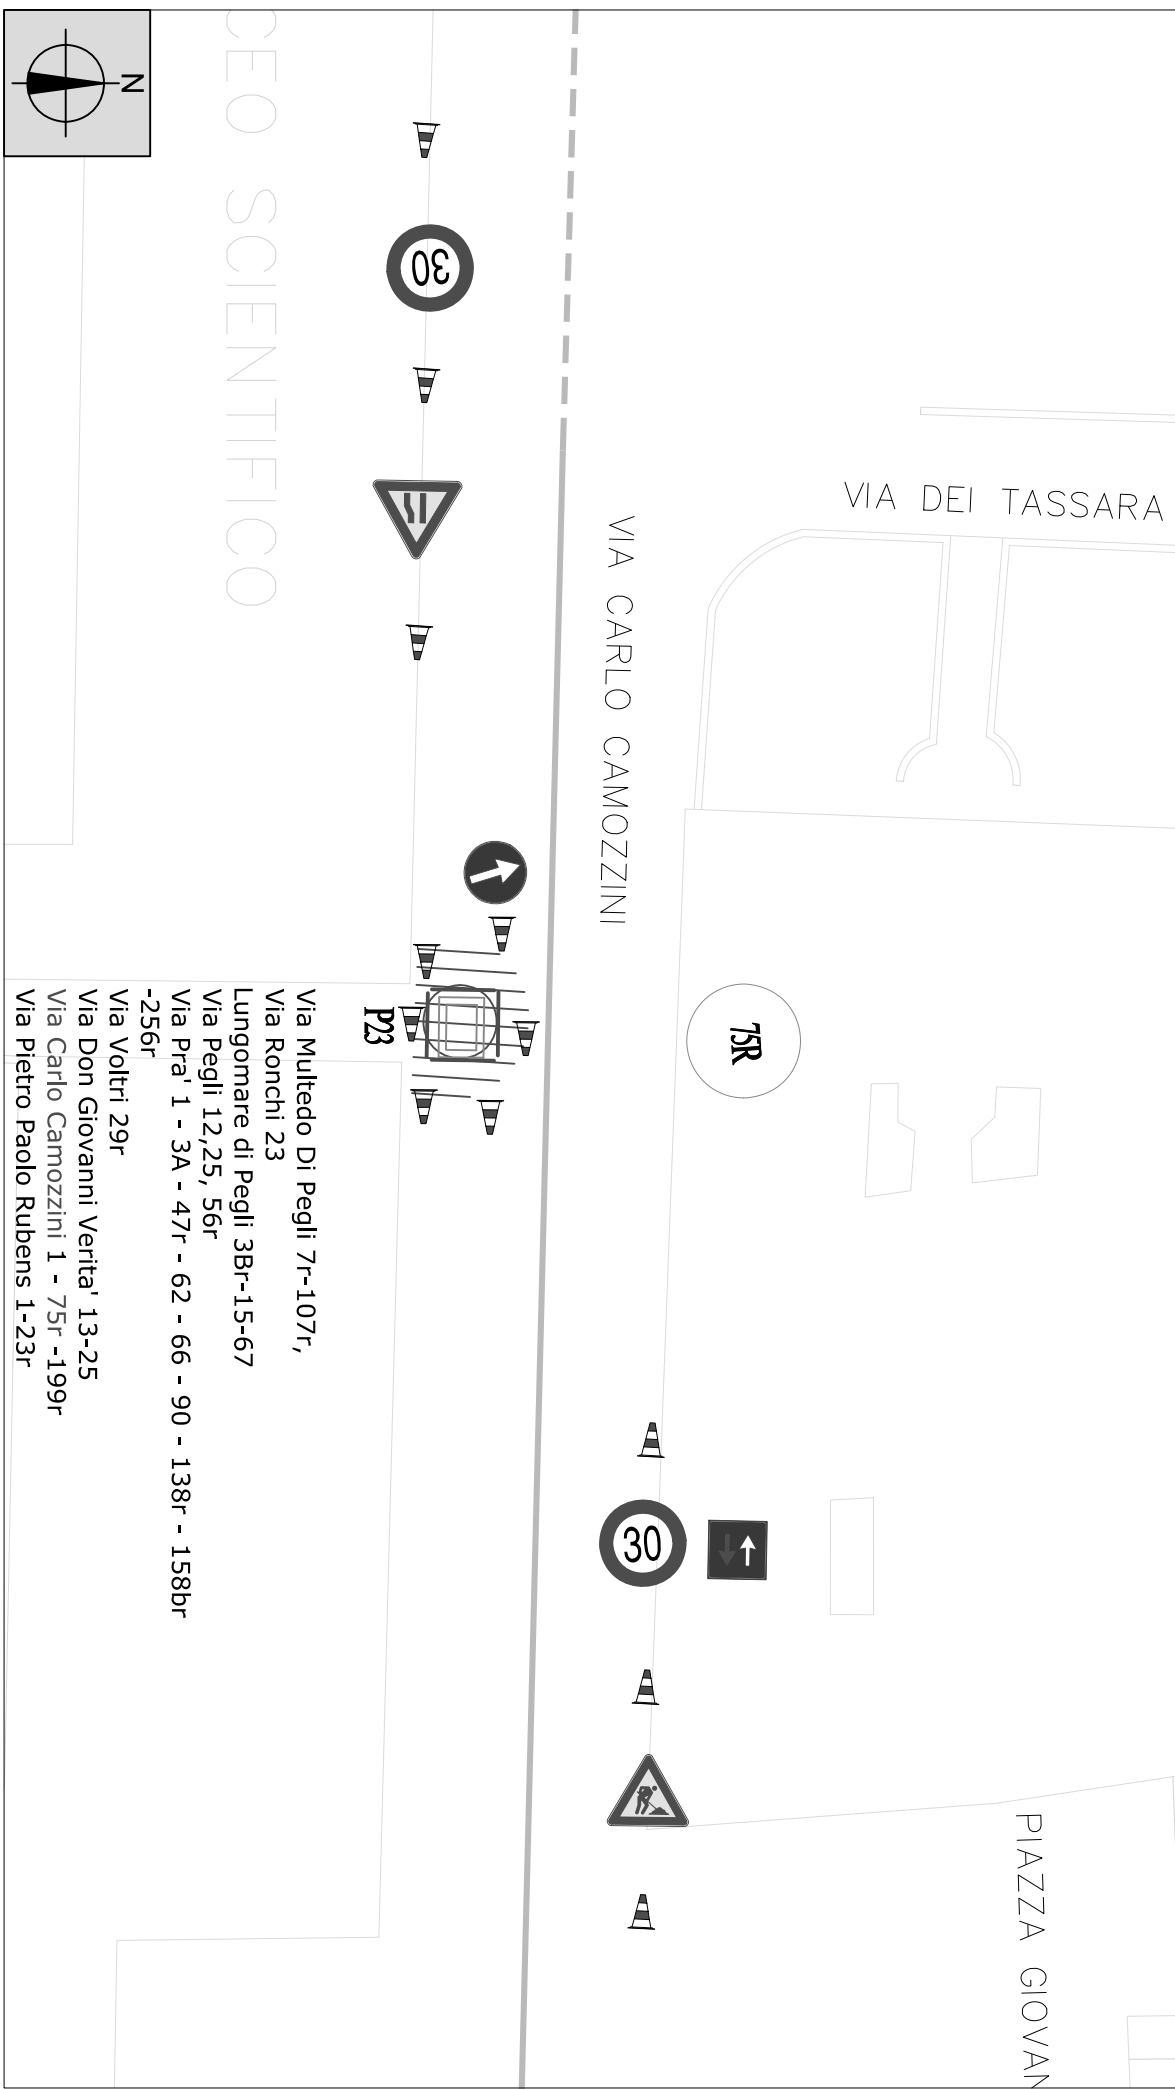 N
CEO SCIENTIFICO
30
VIA DEI TASSARA
VIA CARLO CAMOZZINI
P23
75R
Via Multedo Di Pegli 7r-107r,
Via Ronchi 23
Lungomare di Pegli 3Br-15-67
Via Pegli 12,25, 56r
Via Pra' 1 - 3A - 47r - 62 - 66 - 90 - 138r - 158br
-256r
Via Voltri 29r
Via Don Giovanni Verita' 13-25
Via Carlo Camozzini 1 - 75r -199r
Via Pietro Paolo Rubens 1-23r
30
PIAZZA GIOVAN